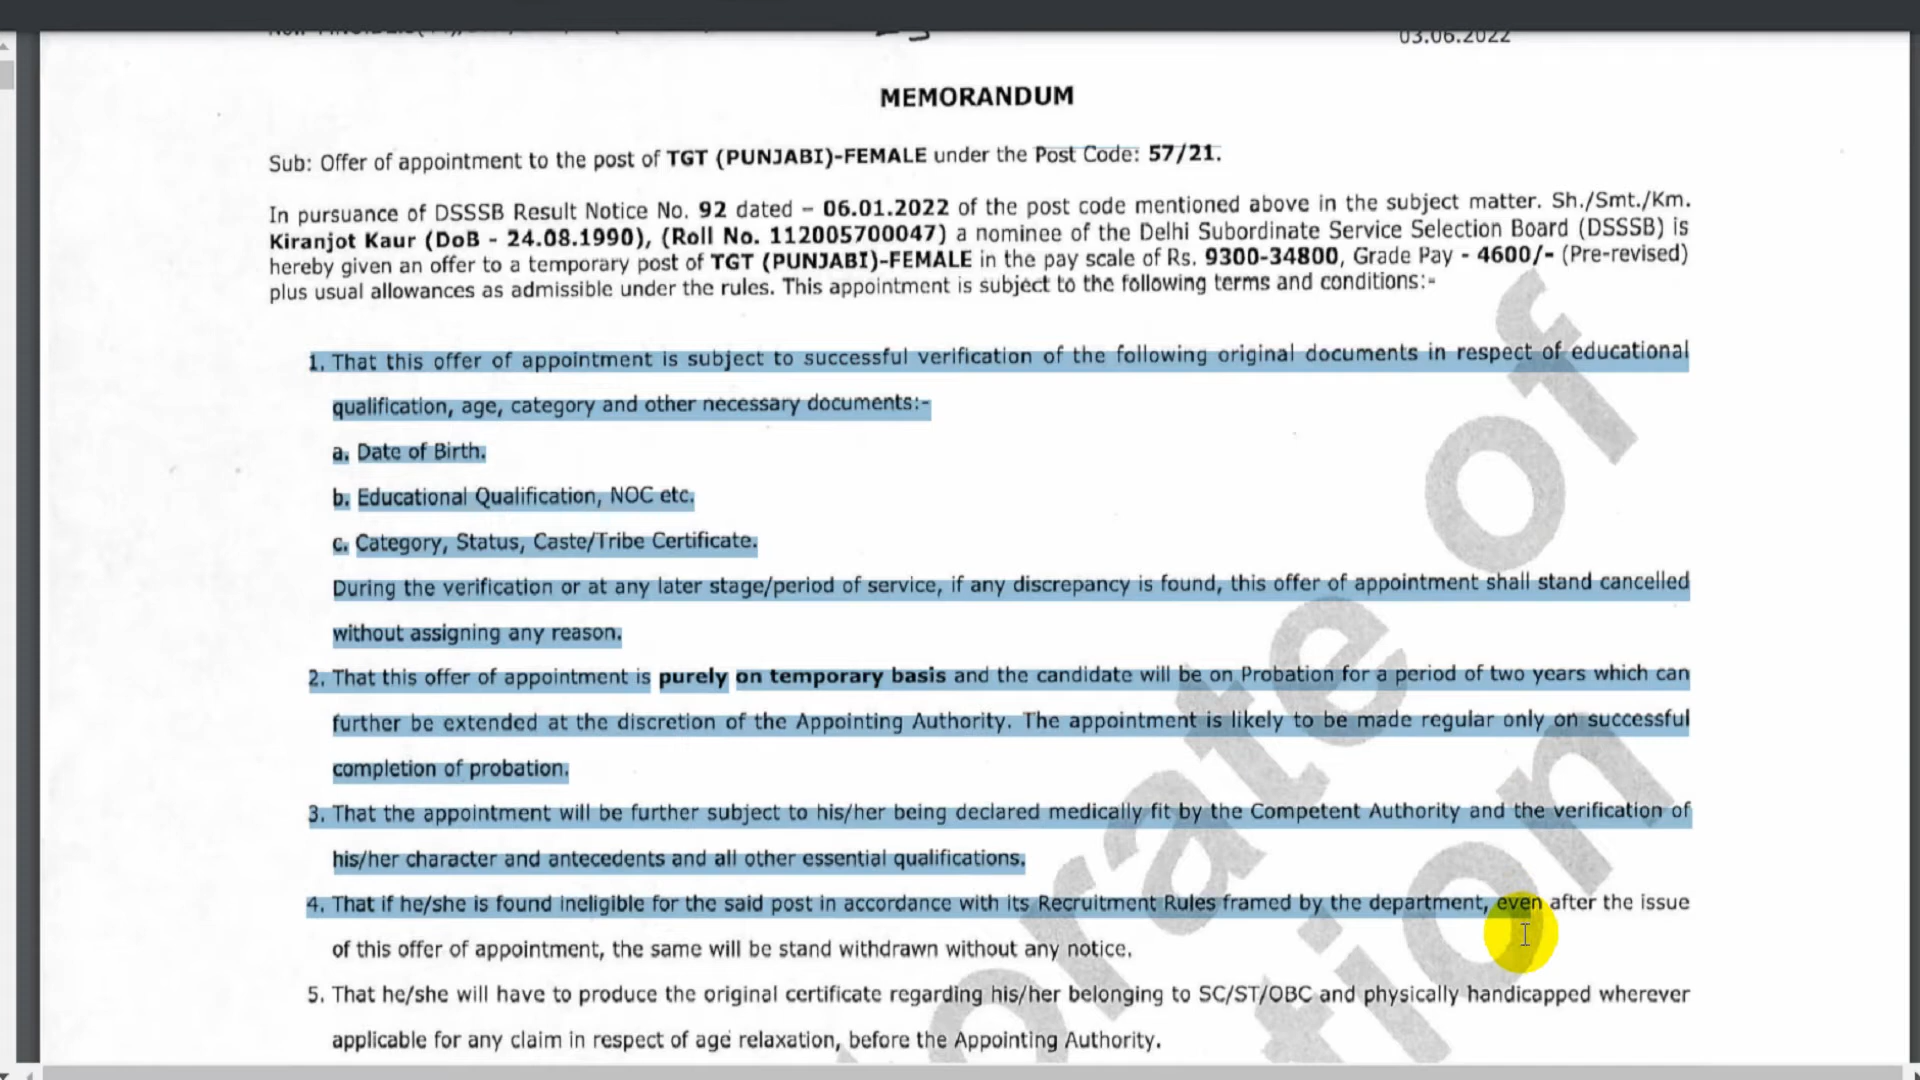 03.06.2022
MEMORANDUM
Sub: Offer of appointment to the post of TGT (PUNJABI)-FEMALE under the Post Code: 57/21.
In pursuance of DSSSB Result Notice No. 92 dated – 06.01.2022 of the post code mentioned above in the subject matter. Sh./Smt./Km.
Kiranjot Kaur (DoB - 24.08.1990), (Roll No. 112005700047) a nominee of the Delhi Subordinate Service Selection Board (DSSSB) is
hereby given an offer to a temporary post of TGT (PUNJABI)-FEMALE in the pay scale of Rs. 9300-34800, Grade Pay - 4600/- (Pre-revised)
plus usual allowances as admissible under the rules. This appointment is subject to the following terms and conditions:-
1. That this offer of appointment is subject to successful verification of the following original documents in respect of educational
qualification, age, category and other necessary documents:-
a. Date of Birth.
b. Educational Qualification, NOC etc.
c. Category, Status, Caste/Tribe Certificate.
During the verification or at any later stage/period of service, if any discrepancy is found, this offer of appointment shall stand cancelled
without assigning any reason.
2. That this offer of appointment is purely on temporary basis and the candidate will be on Probation for a period of two years which can
further be extended at the discretion of the Appointing Authority. The appointment is likely to be made regular only on successful
completion of probation.
3. That the appointment will be further subject to his/her being declared medically fit by the Competent Authority and the verification of
his/her character and antecedents and all other essential qualifications.
4. That if he/she is found ineligible for the said post in accordance with its Recruitment Rules framed by the department, even after the issue
of this offer of appointment, the same will be stand withdrawn without any notice.
5. That he/she will have to produce the original certificate regarding his/her belonging to SC/ST/OBC and physically handicapped wherever
applicable for any claim in respect of age relaxation, before the Appointing Authority.